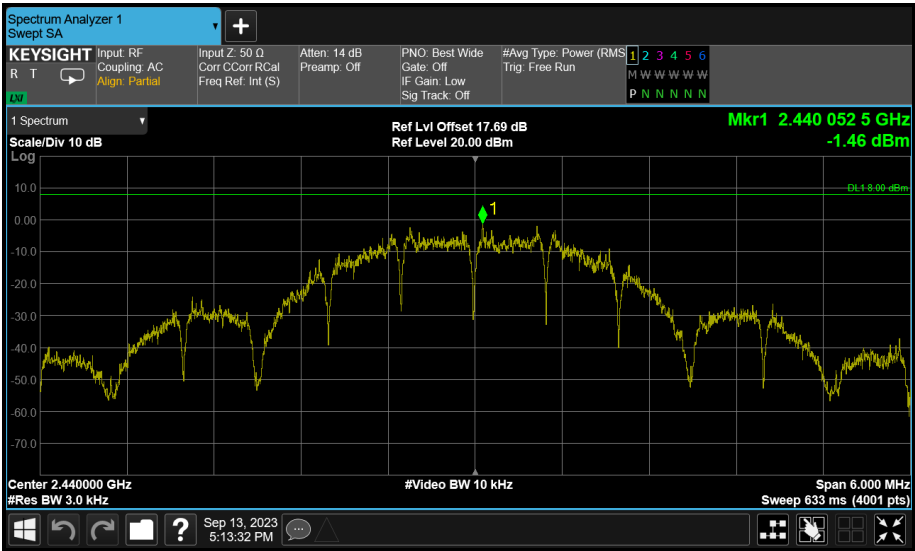 Spectrum Analyzer 1
Swept SA
+
KEYSIGHT
R T
LXI
Input: RF
Coupling: AC
Align: Partial
Input Z: 50 Ω
Corr CCorr RCal
Freq Ref: Int (S)
Atten: 14 dB
Preamp: Off
PNO: Best Wide
Gate: Off
IF Gain: Low
Sig Track: Off
#Avg Type: Power (RMS
Trig: Free Run
1 2 3 4 5 6
M W W W W W
P N N N N N
1 Spectrum
Scale/Div 10 dB
Ref Lvl Offset 17.69 dB
Ref Level 20.00 dBm
Mkr1 2.440 052 5 GHz
-1.46 dBm
Log
10.0
DL1 8.00 dBm
1
0.00
-10.0
-20.0
-30.0
-40.0
-50.0
-60.0
-70.0
Center 2.440000 GHz
#Res BW 3.0 kHz
#Video BW 10 kHz
Span 6.000 MHz
Sweep 633 ms (4001 pts)
?
Sep 13, 2023
5:13:32 PM